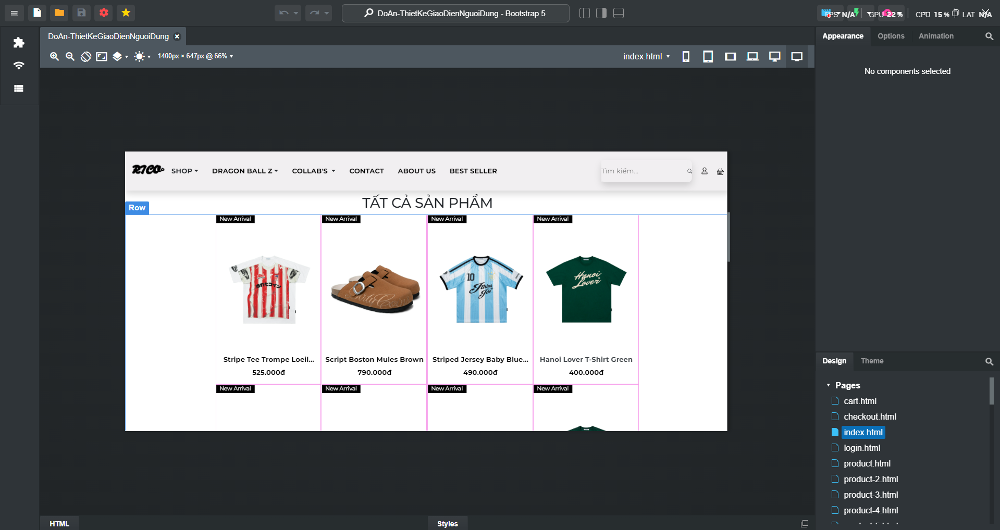 DoAn-ThietKeGiaoDienNguoiDung - Bootstrap 5
FPS N/A GPU 22 % CPU 15 % LAT N/A
DoAn-ThietKeGiaoDienNguoiDung
1400px × 647px @ 66%
index.html
Appearance Options Animation
No components selected
RICO
SHOP DRAGON BALL Z COLLAB'S CONTACT ABOUT US BEST SELLER
Tìm kiếm...
TẤT CẢ SẢN PHẨM
Row
New Arrival New Arrival New Arrival New Arrival
10
Ithink
Ido
Hanoi
Lover
Stripe Tee Trompe Loeil... Script Boston Mules Brown Striped Jersey Baby Blue... Hanoi Lover T-Shirt Green
525.000đ 790.000đ 490.000đ 400.000đ
New Arrival New Arrival New Arrival New Arrival
Design Theme
Pages
cart.html
checkout.html
index.html
login.html
product.html
product-2.html
product-3.html
product-4.html
HTML
Styles